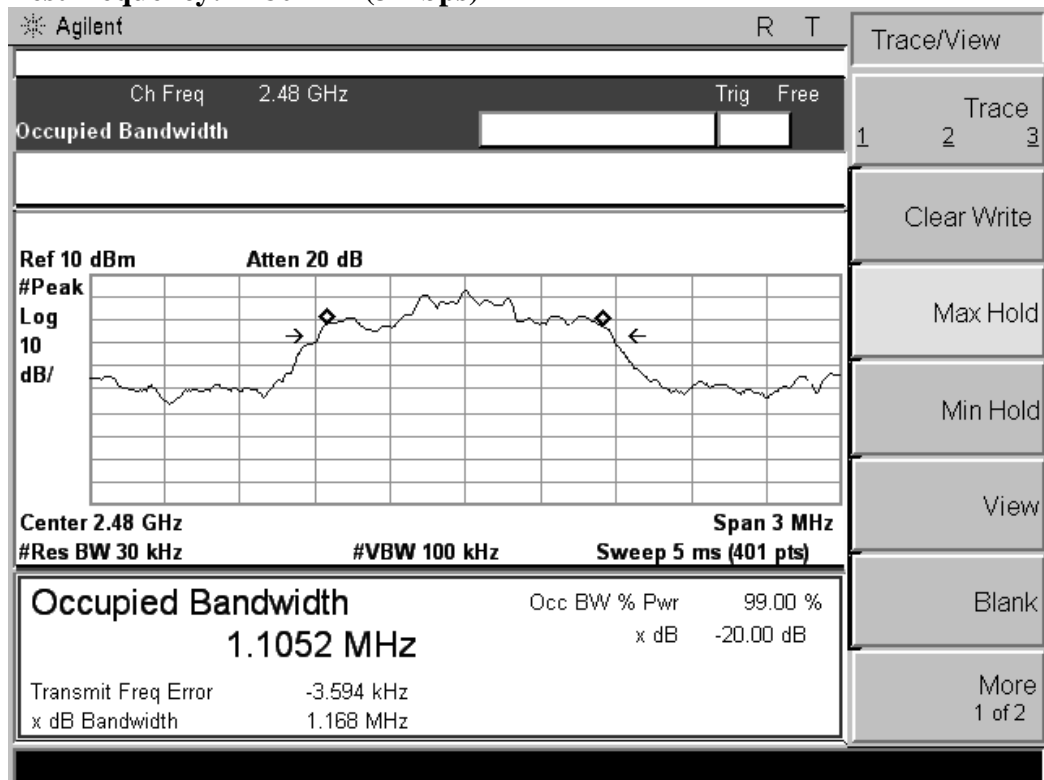 Agilent R T
Trace/View
Ch Freq 2.48 GHz Trig Free
Occupied Bandwidth
Trace
1 2 3
Clear Write
Ref 10 dBm Atten 20 dB
#Peak
Log
10
dB/
Max Hold
Min Hold
View
Center 2.48 GHz Span 3 MHz
#Res BW 30 kHz #VBW 100 kHz Sweep 5 ms (401 pts)
Occupied Bandwidth Occ BW % Pwr 99.00 %
1.1052 MHz x dB -20.00 dB
Blank
Transmit Freq Error -3.594 kHz
x dB Bandwidth 1.168 MHz
More
1 of 2